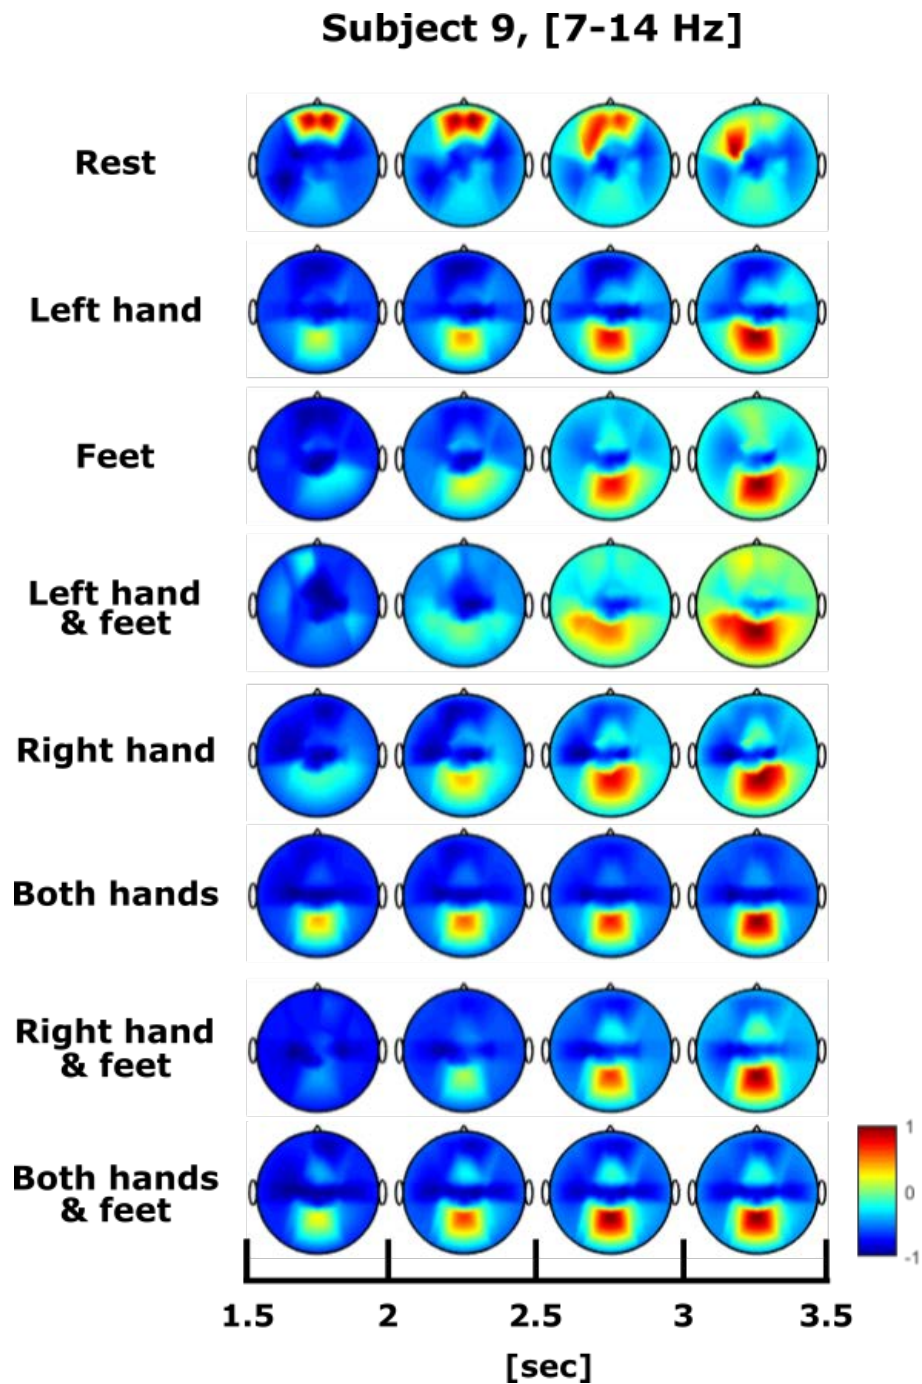 Subject 9, [7-14 Hz]
Rest
Left hand
Feet
Left hand
& feet
Right hand
Both hands
Right hand
& feet
Both hands
& feet
1
0
-1
1.5 2 2.5 3 3.5
[sec]